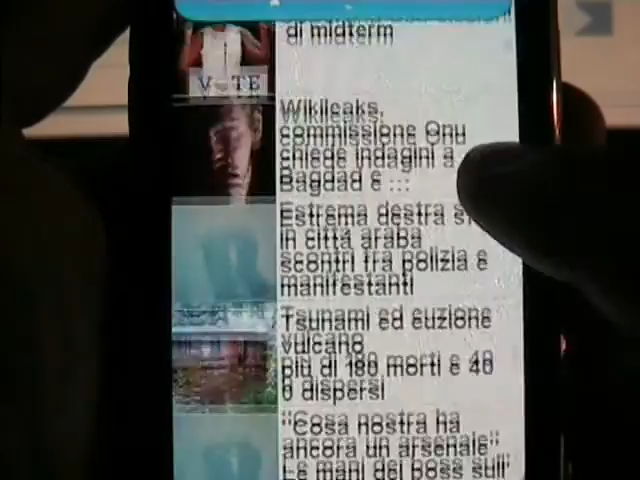 di midterm
VOTE
Wikileaks,
commissione Onu
chiede indagini a
Bagdad e ...
Estrema destra
in città araba
scontri fra polizia e
manifestanti
Tsunami ed euzione
vulcano
più di 180 morti e 40
0 dispersi
"Cosa nostra ha
ancora un arsenale"
Le mani dei boss sull'